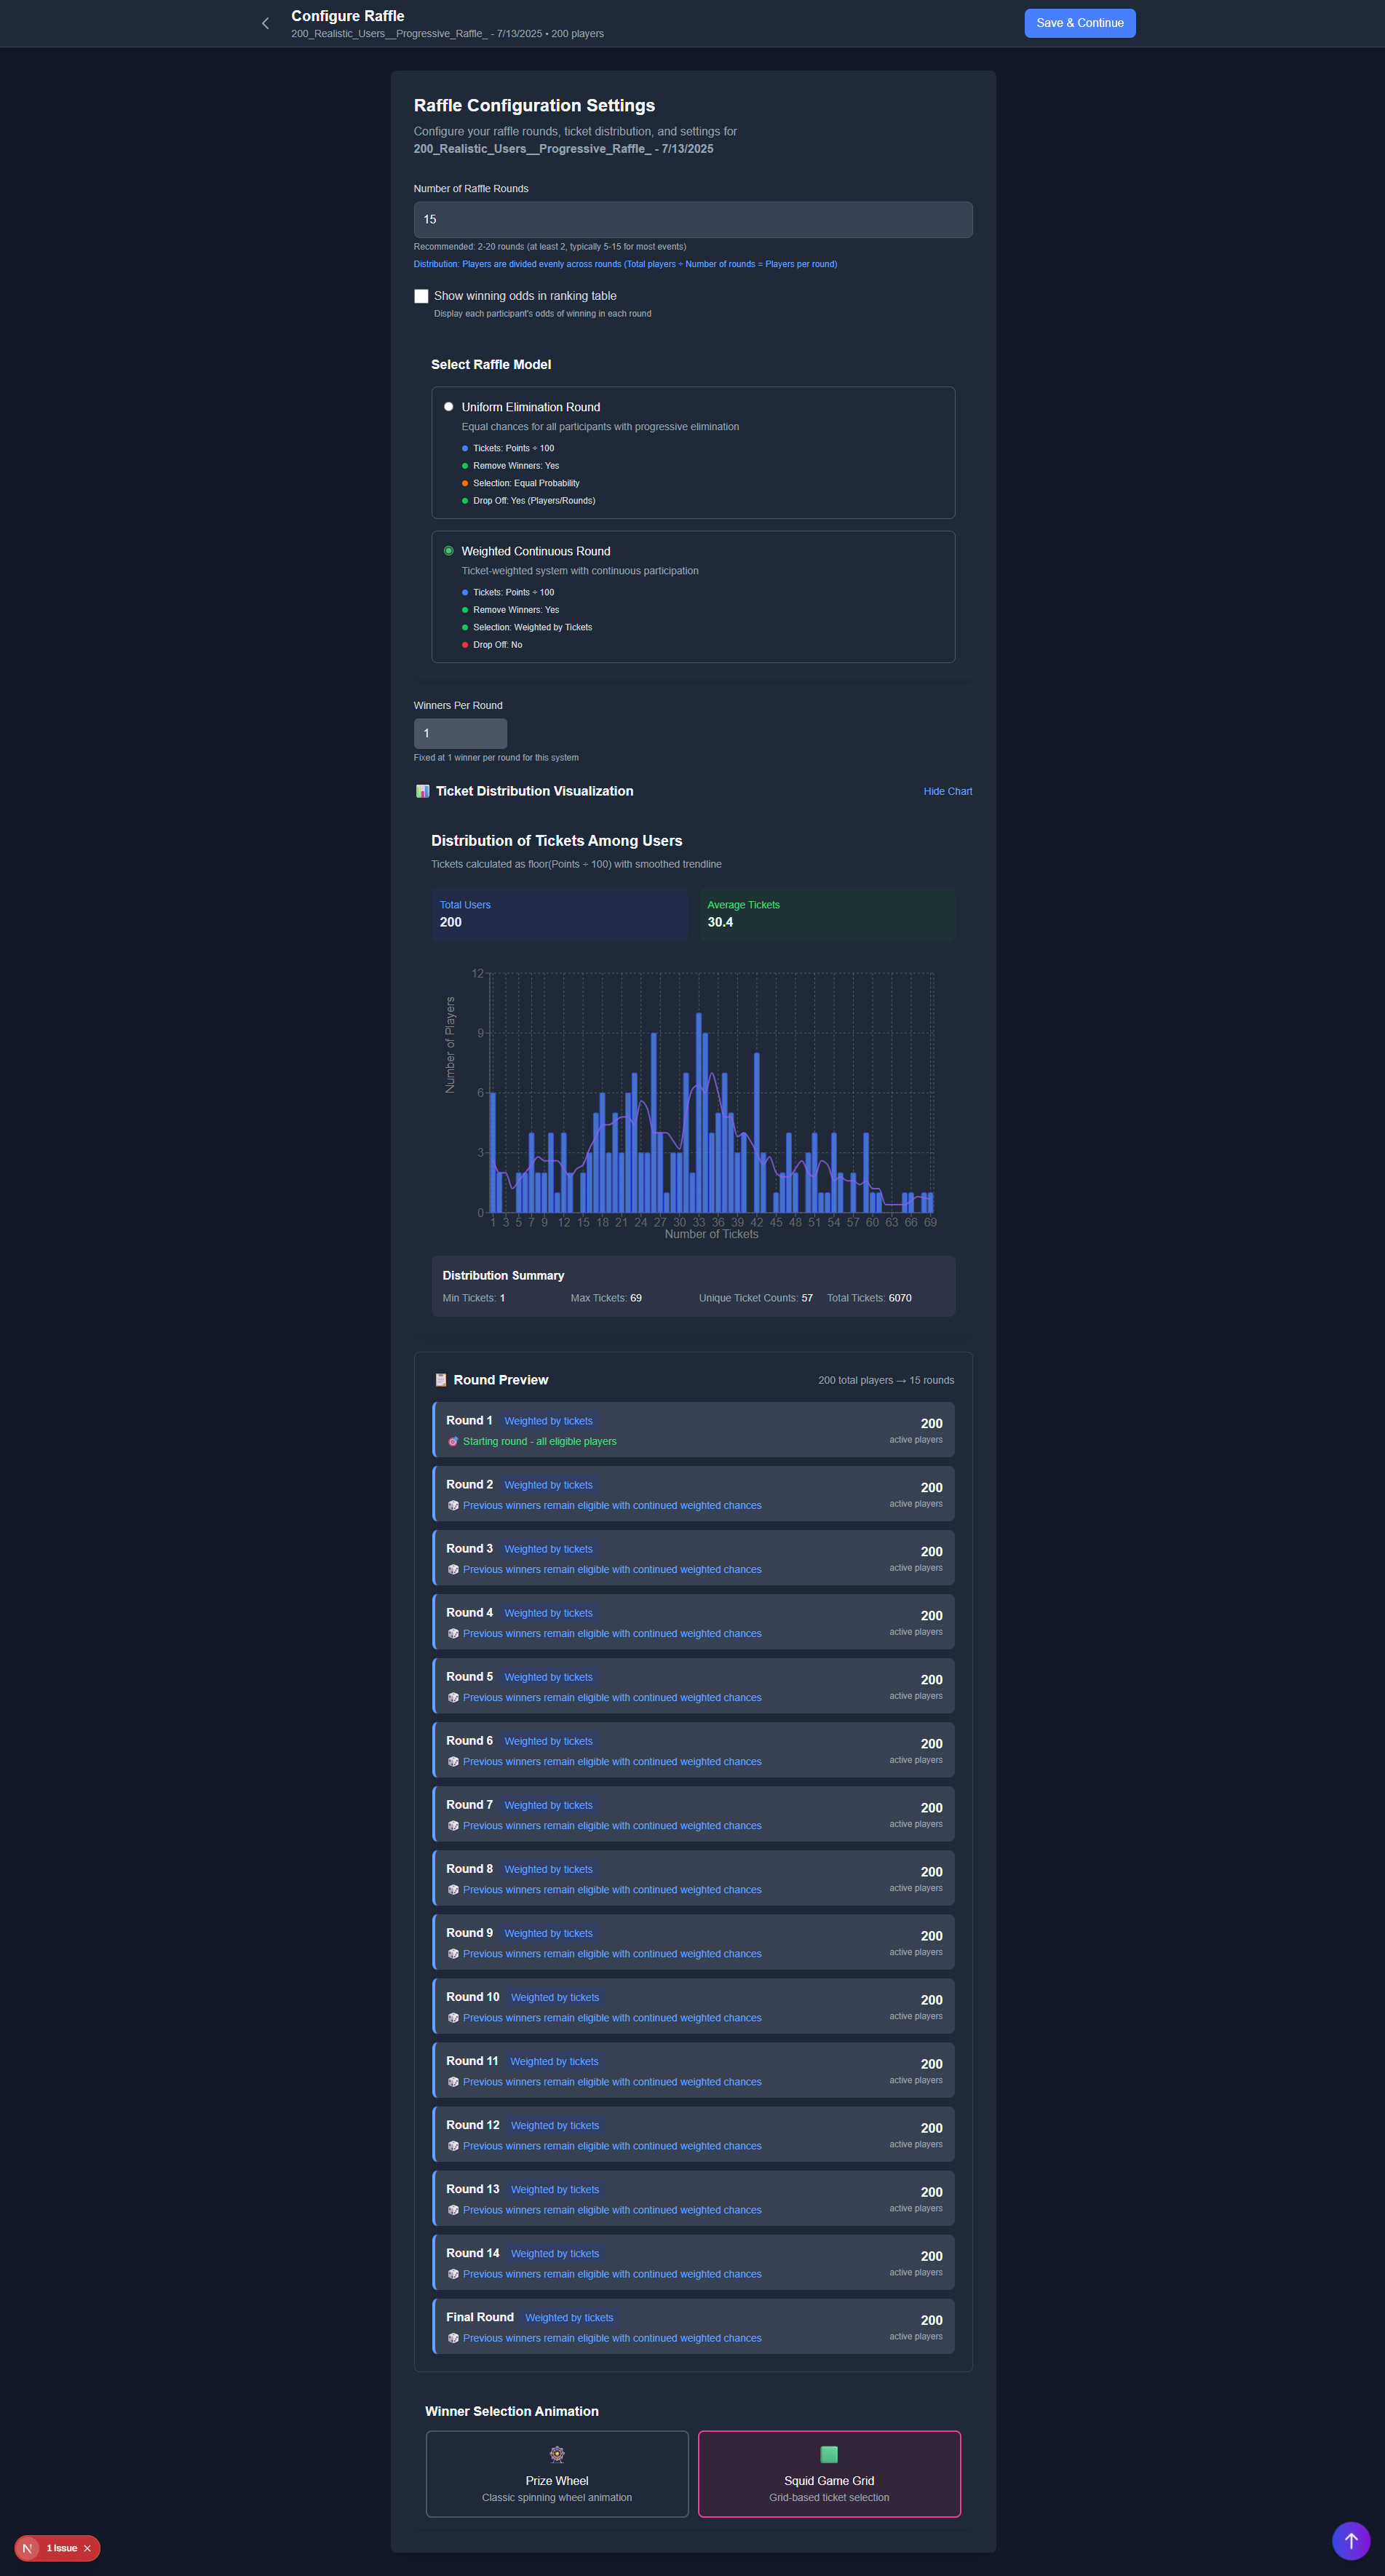 Configure Raffle
200_Realistic_Users__Progressive_Raffle_ - 7/13/2025 • 200 players
Save & Continue
Raffle Configuration Settings
Configure your raffle rounds, ticket distribution, and settings for
200_Realistic_Users__Progressive_Raffle_ - 7/13/2025
Number of Raffle Rounds
15
Recommended: 2-20 rounds (at least 2, typically 5-15 for most events)
Distribution: Players are divided evenly across rounds (Total players ÷ Number of rounds = Players per round)
Show winning odds in ranking table
Display each participant's odds of winning in each round
Select Raffle Model
Uniform Elimination Round
Equal chances for all participants with progressive elimination
Tickets: Points ÷ 100
Remove Winners: Yes
Selection: Equal Probability
Drop Off: Yes (Players/Rounds)
Weighted Continuous Round
Ticket-weighted system with continuous participation
Tickets: Points ÷ 100
Remove Winners: Yes
Selection: Weighted by Tickets
Drop Off: No
Winners Per Round
1
Fixed at 1 winner per round for this system
Ticket Distribution Visualization
Hide Chart
Distribution of Tickets Among Users
Tickets calculated as floor(Points ÷ 100) with smoothed trendline
Total Users
200
Average Tickets
30.4
Number of Players
12
9
6
3
0
1 3 5 7 9 12 15 18 21 24 27 30 33 36 39 42 45 48 51 54 57 60 63 66 69
Number of Tickets
Distribution Summary
Min Tickets: 1 Max Tickets: 69 Unique Ticket Counts: 57 Total Tickets: 6070
Round Preview
200 total players → 15 rounds
Round 1 Weighted by tickets
Starting round - all eligible players
200
active players
Round 2 Weighted by tickets
Previous winners remain eligible with continued weighted chances
200
active players
Round 3 Weighted by tickets
Previous winners remain eligible with continued weighted chances
200
active players
Round 4 Weighted by tickets
Previous winners remain eligible with continued weighted chances
200
active players
Round 5 Weighted by tickets
Previous winners remain eligible with continued weighted chances
200
active players
Round 6 Weighted by tickets
Previous winners remain eligible with continued weighted chances
200
active players
Round 7 Weighted by tickets
Previous winners remain eligible with continued weighted chances
200
active players
Round 8 Weighted by tickets
Previous winners remain eligible with continued weighted chances
200
active players
Round 9 Weighted by tickets
Previous winners remain eligible with continued weighted chances
200
active players
Round 10 Weighted by tickets
Previous winners remain eligible with continued weighted chances
200
active players
Round 11 Weighted by tickets
Previous winners remain eligible with continued weighted chances
200
active players
Round 12 Weighted by tickets
Previous winners remain eligible with continued weighted chances
200
active players
Round 13 Weighted by tickets
Previous winners remain eligible with continued weighted chances
200
active players
Round 14 Weighted by tickets
Previous winners remain eligible with continued weighted chances
200
active players
Final Round Weighted by tickets
Previous winners remain eligible with continued weighted chances
200
active players
Winner Selection Animation
Prize Wheel
Classic spinning wheel animation
Squid Game Grid
Grid-based ticket selection
N 1 Issue